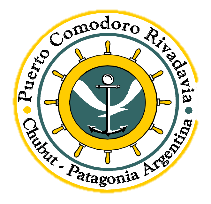 Puerto Comodoro Rivadavia
Chubut - Patagonia Argentina